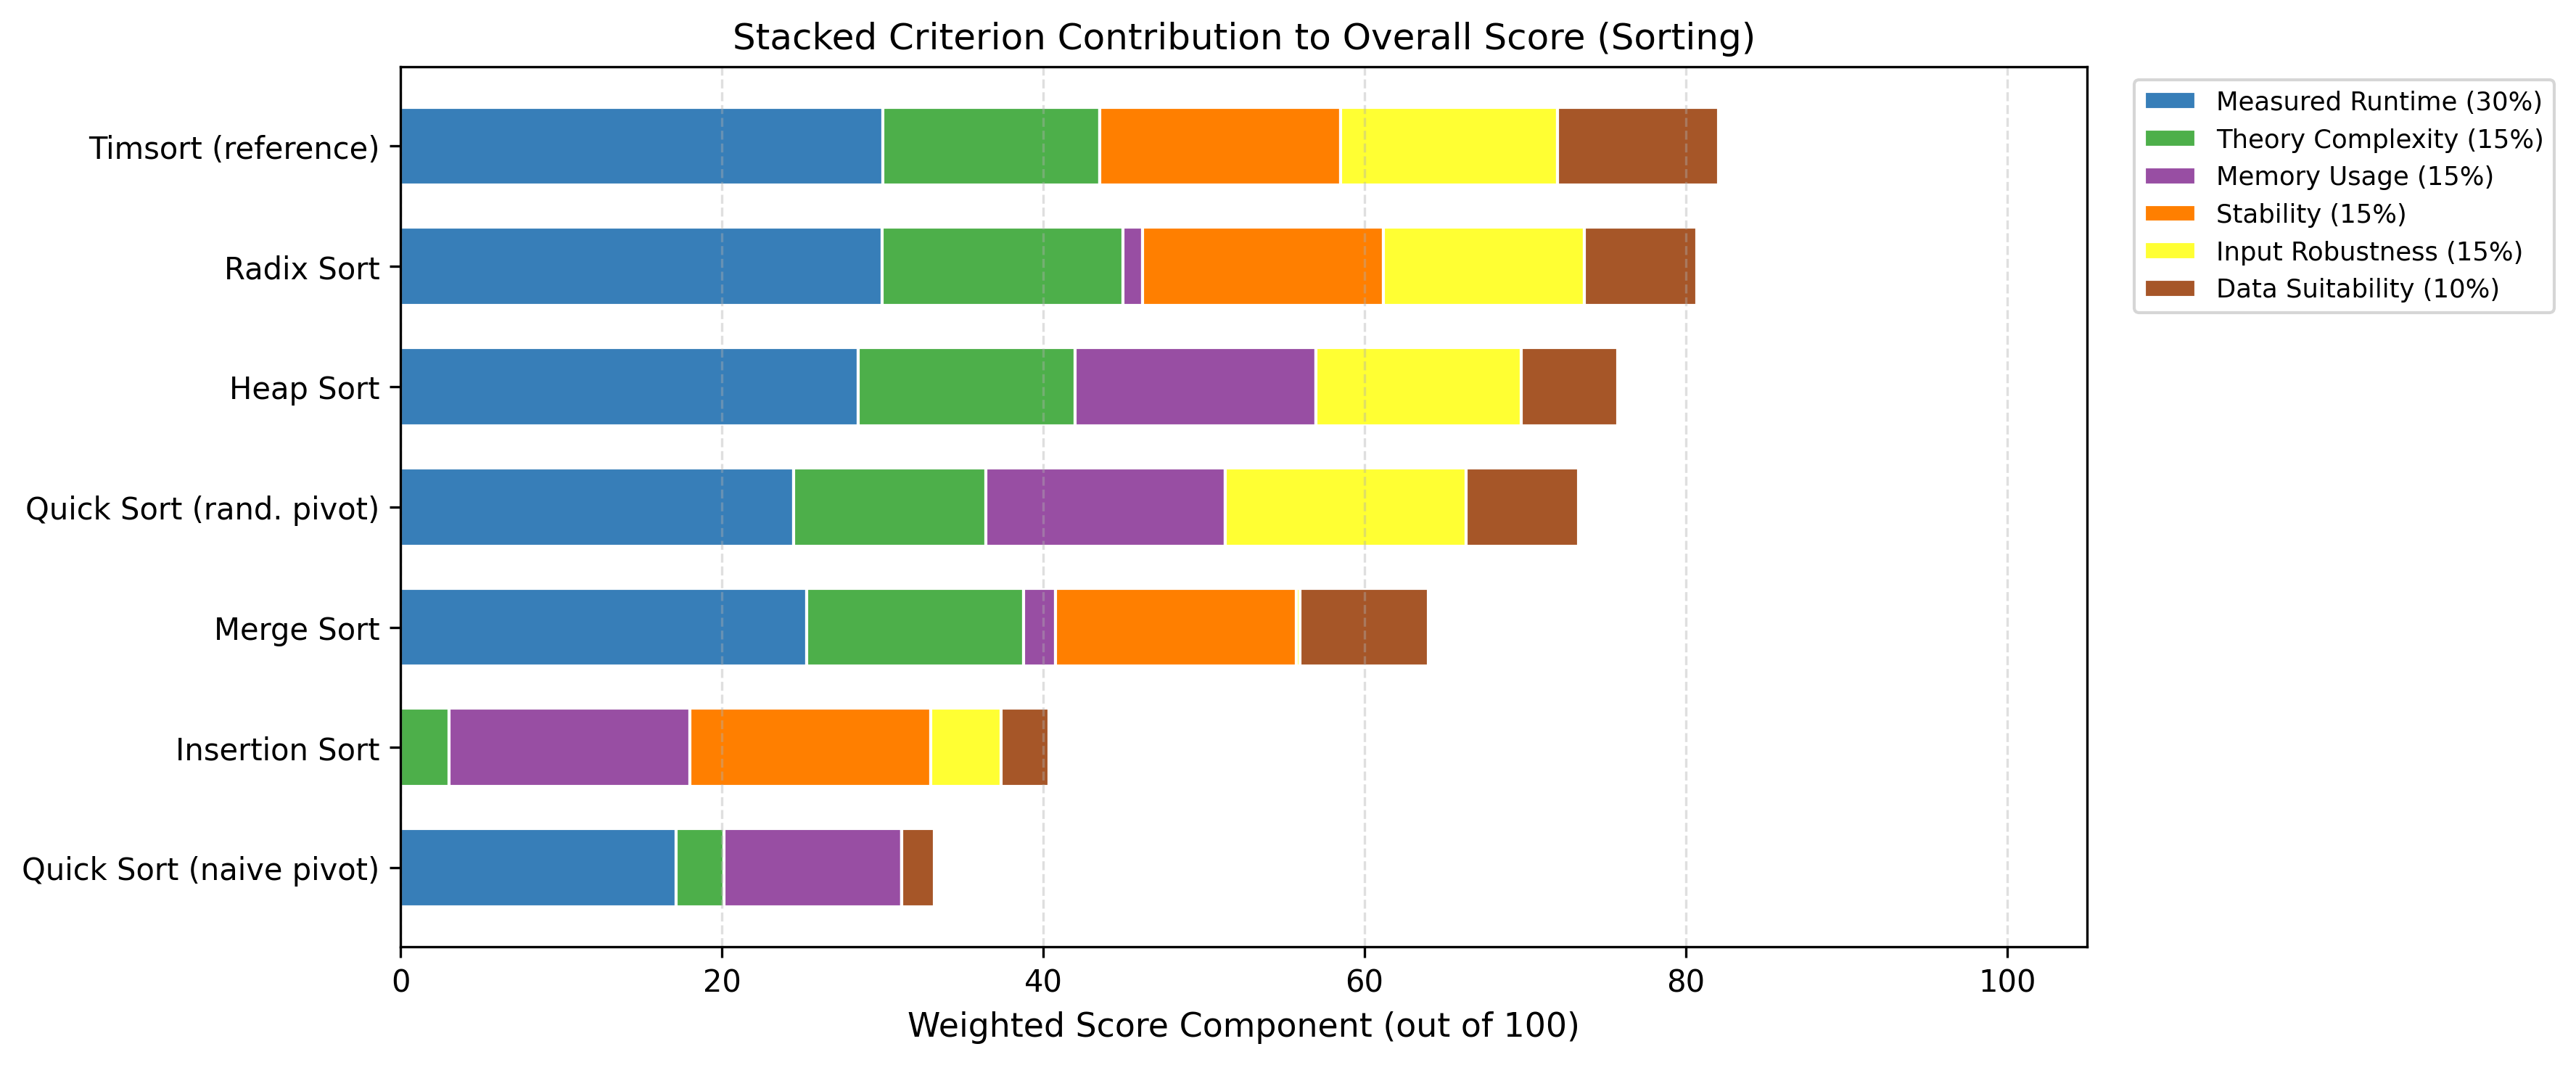 Stacked Criterion Contribution to Overall Score (Sorting)
Timsort (reference)
Radix Sort
Heap Sort
Quick Sort (rand. pivot)
Merge Sort
Insertion Sort
Quick Sort (naive pivot)
0 20 40 60 80 100
Weighted Score Component (out of 100)
Measured Runtime (30%)
Theory Complexity (15%)
Memory Usage (15%)
Stability (15%)
Input Robustness (15%)
Data Suitability (10%)